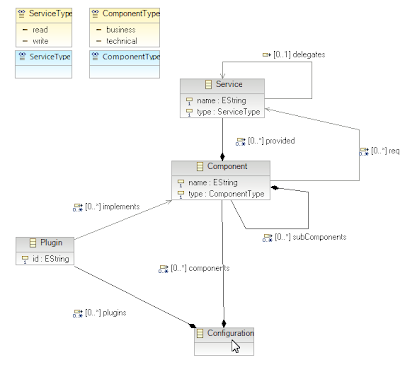 ServiceType
ComponentType
read
write
business
technical
ServiceType
ComponentType
[0..1] delegates
Service
name : EString
type : ServiceType
[0..*] provided
[0..*] req
Component
name : EString
type : ComponentType
[0..*] implements
[0..*] subComponents
Plugin
id : EString
[0..*] components
[0..*] plugins
Configuration